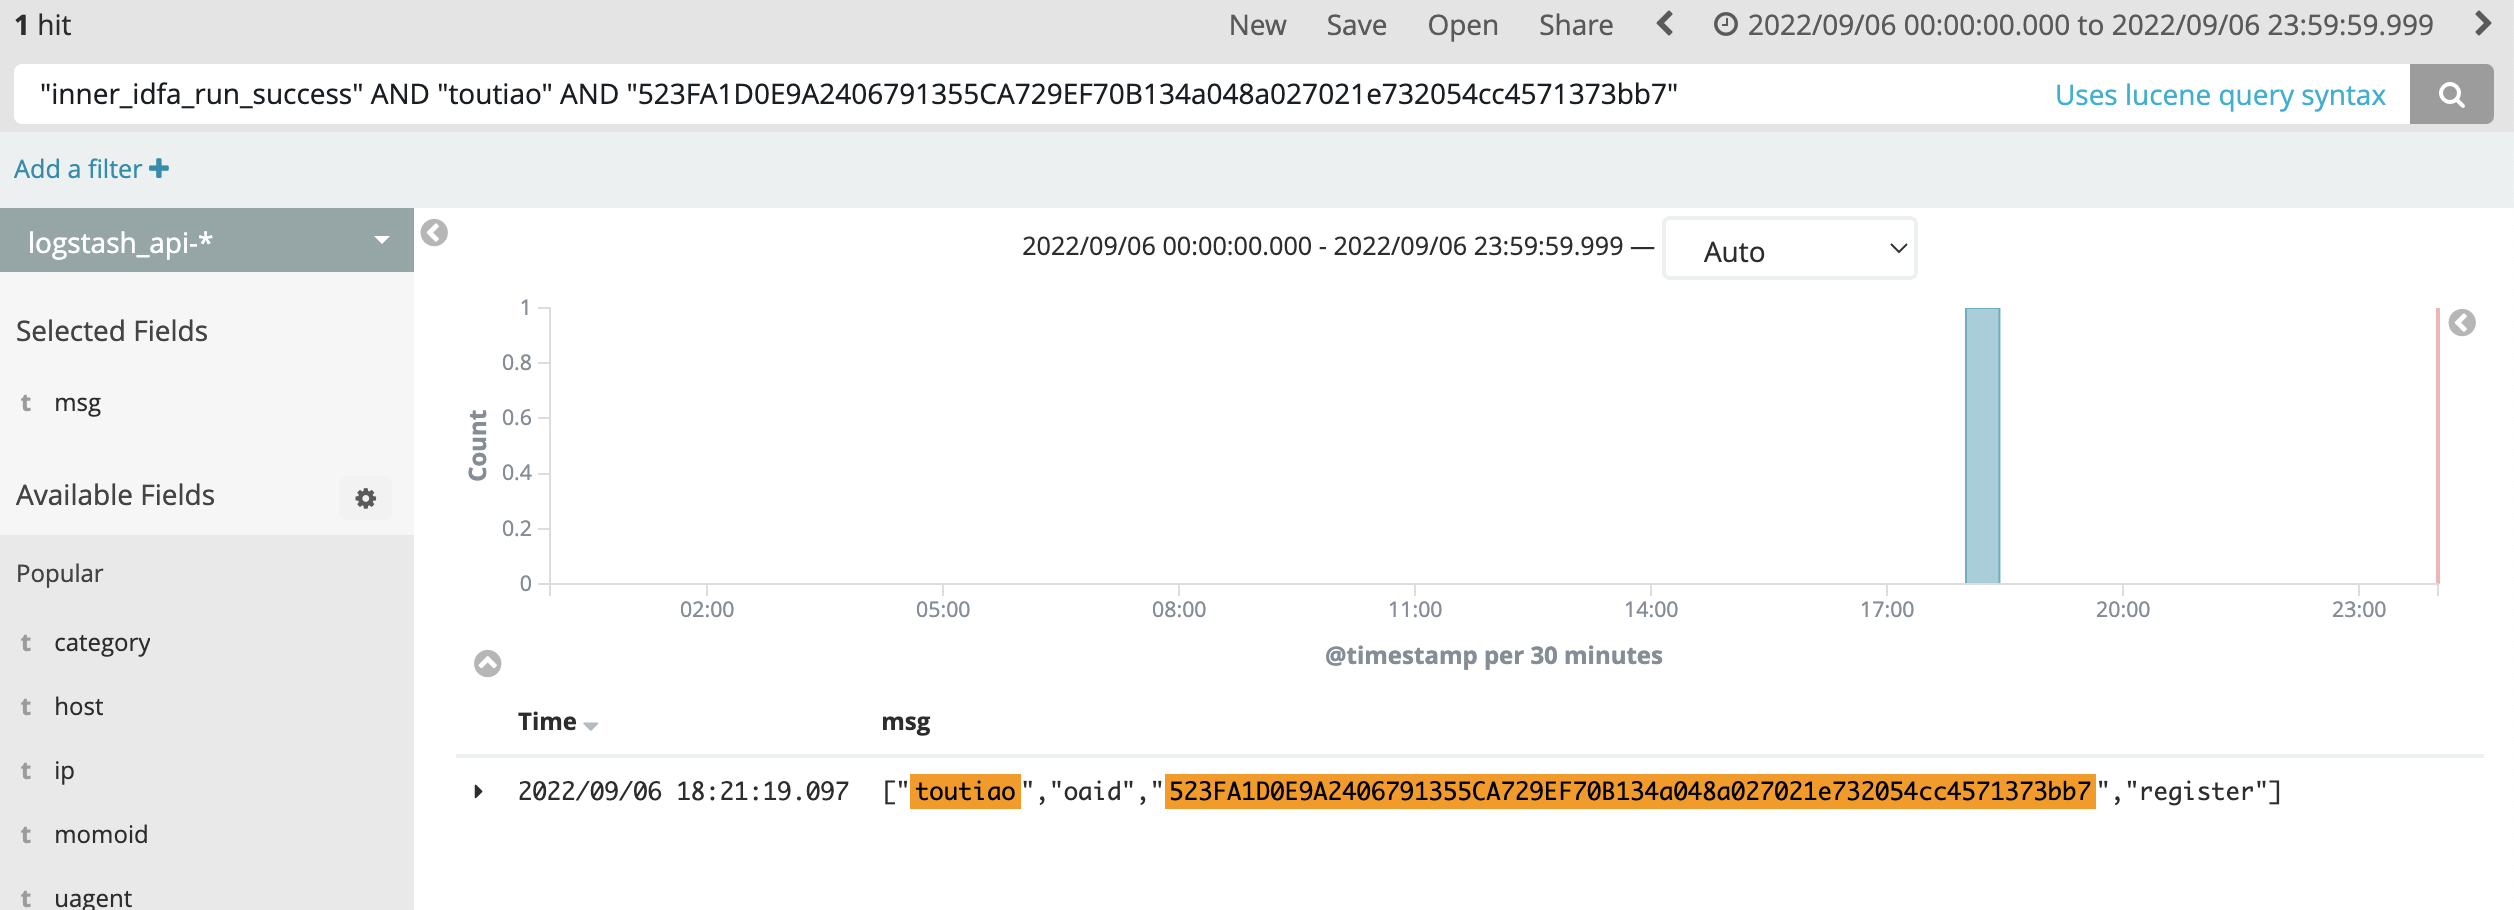 1 hit
New Save Open Share 2022/09/06 00:00:00.000 to 2022/09/06 23:59:59.999
"inner_idfa_run_success" AND "toutiao" AND "523FA1D0E9A2406791355CA729EF70B134a048a027021e732054cc4571373bb7" Uses lucene query syntax
Add a filter
logstash_api-*
2022/09/06 00:00:00.000 - 2022/09/06 23:59:59.999 — Auto
Selected Fields
t msg
Available Fields
Popular
t category
t host
t ip
t momoid
t uagent
Count
1
0.8
0.6
0.4
0.2
0
02:00 05:00 08:00 11:00 14:00 17:00 20:00 23:00
@timestamp per 30 minutes
Time msg
2022/09/06 18:21:19.097 ["toutiao","oaid","523FA1D0E9A2406791355CA729EF70B134a048a027021e732054cc4571373bb7","register"]